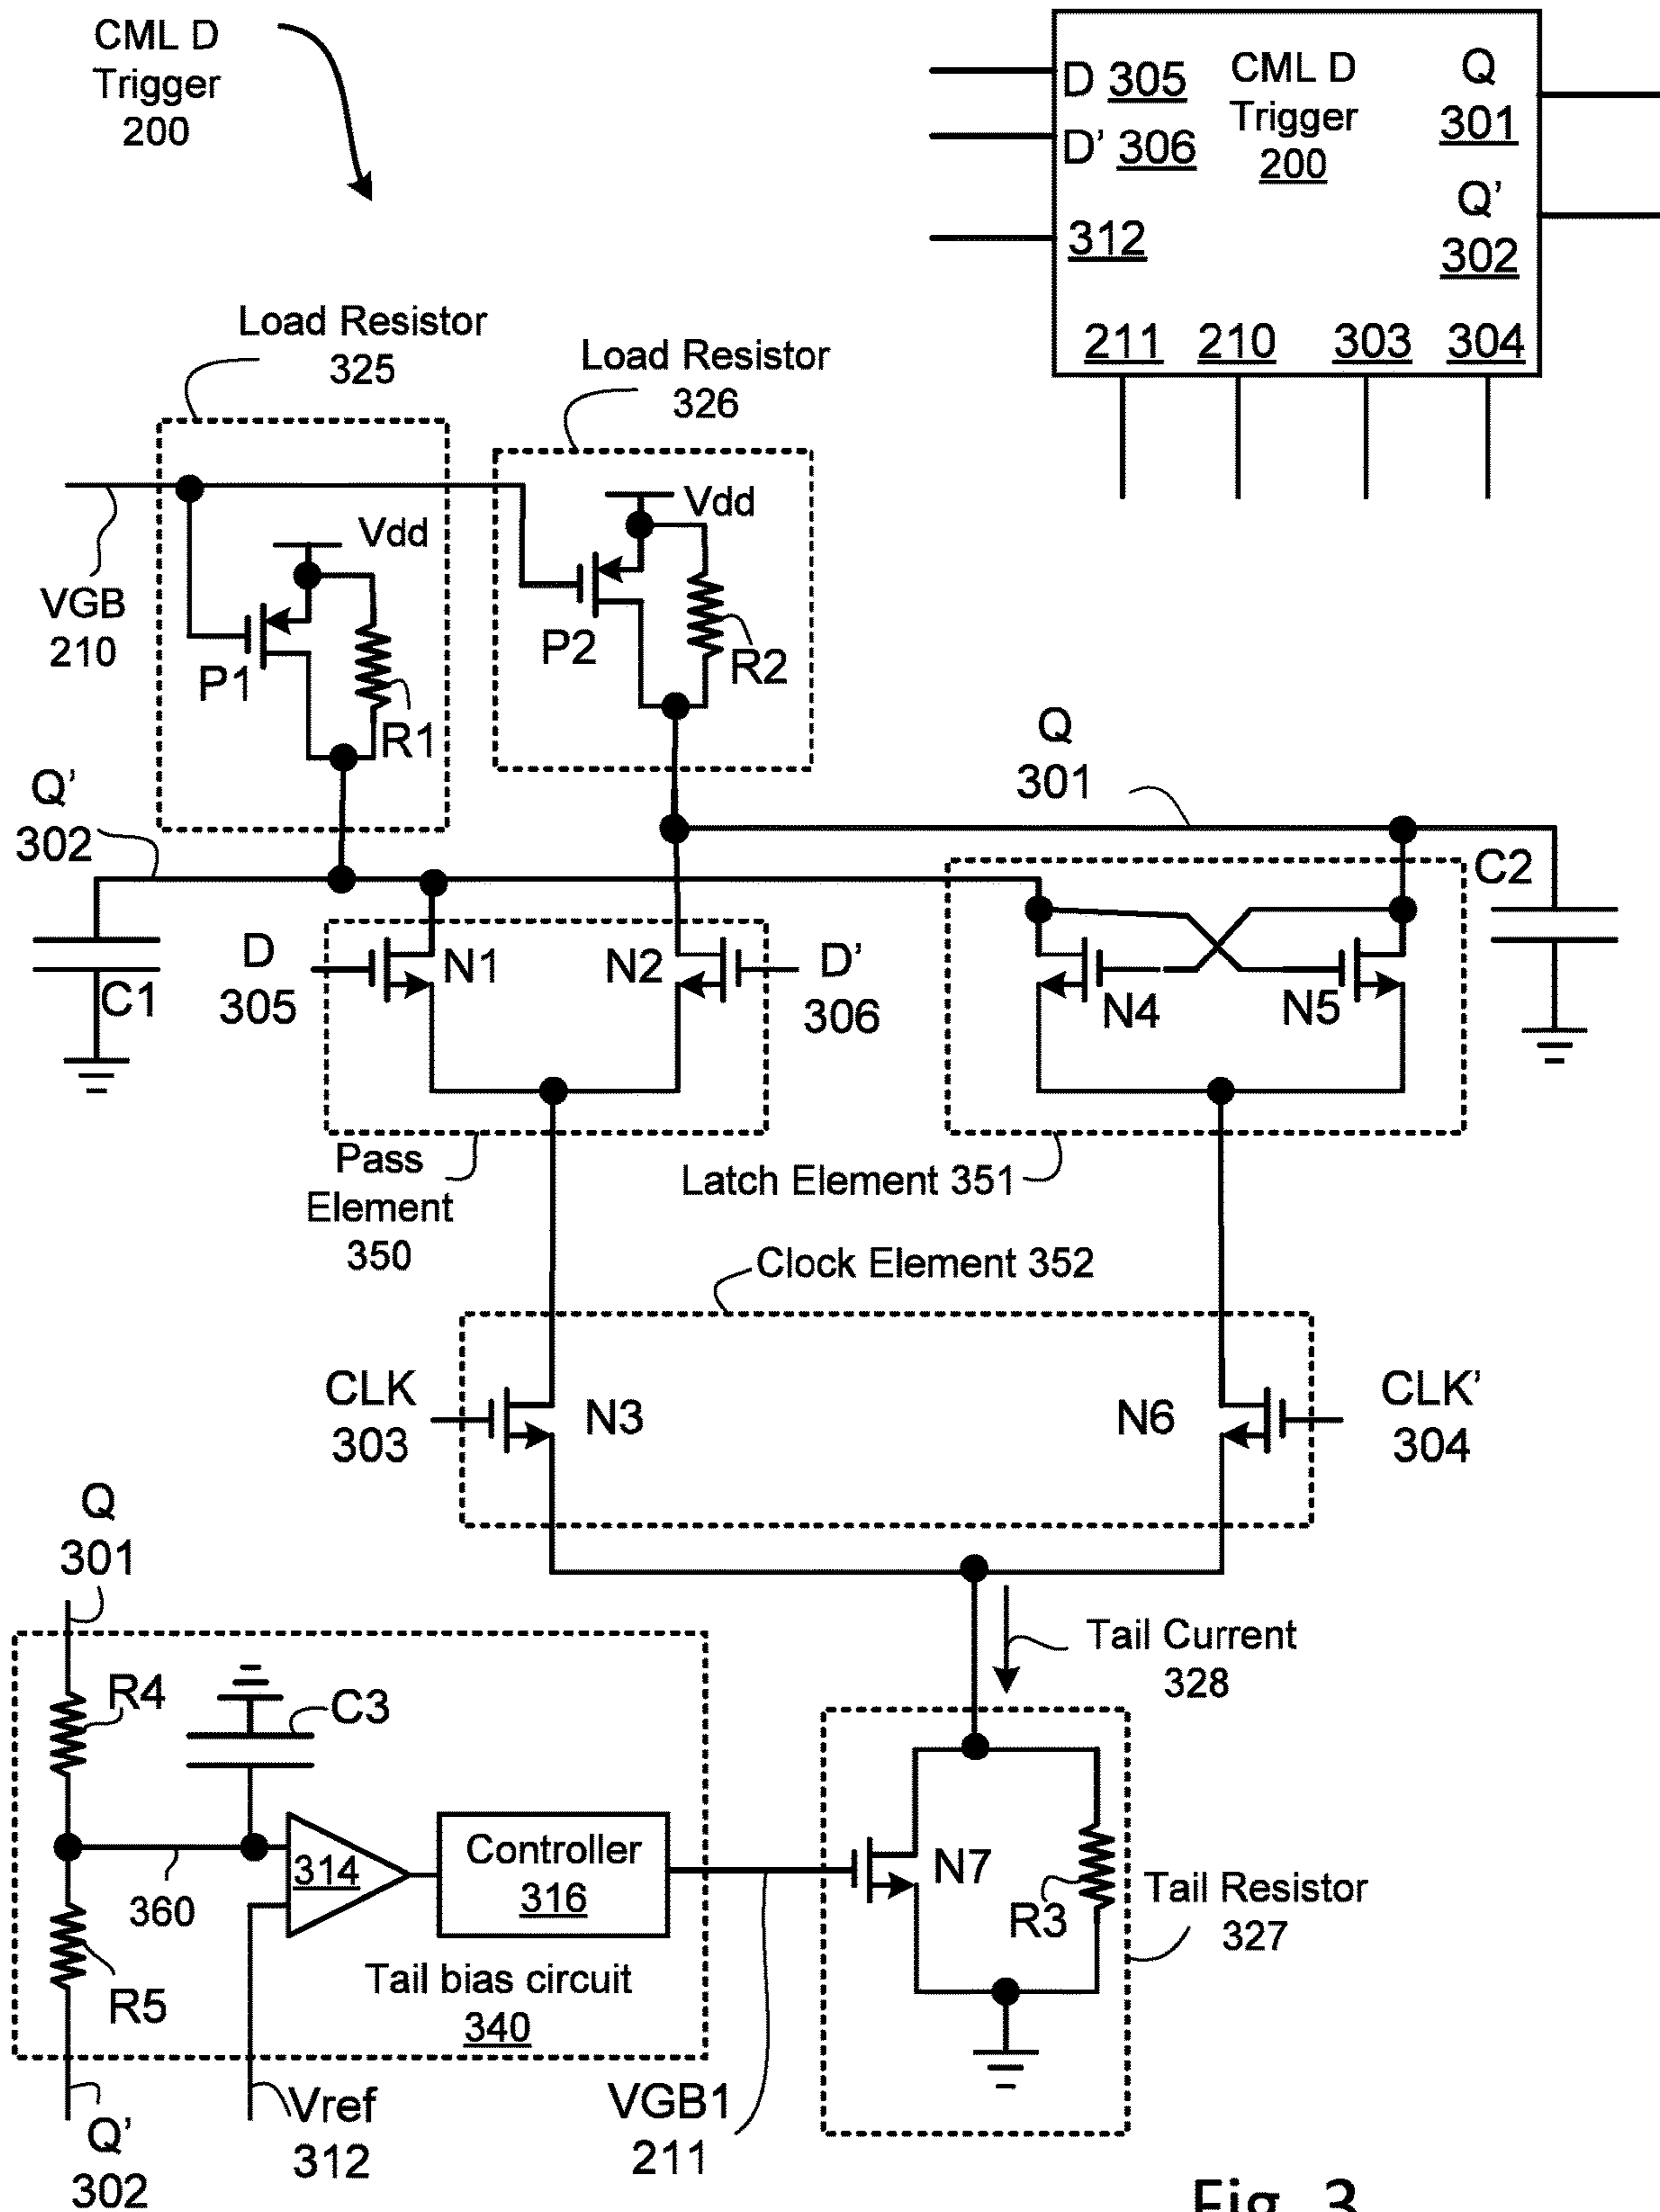 CML D
Trigger
200
D 305
D' 306
312
CML D
Trigger
200
Q
301
Q'
302
211 210 303 304
Load Resistor
325
Load Resistor
326
VGB
210
Vdd
P1
R1
Vdd
P2
R2
Q'
302
Q
301
C1
C2
D
305
N1
N2
D'
306
N4
N5
Pass
Element
350
Latch Element 351
Clock Element 352
CLK
303
N3
N6
CLK'
304
Tail Current
328
Q
301
R4
C3
360
314
Controller
316
R5
Tail bias circuit
340
Q'
302
Vref
312
VGB1
211
N7
R3
Tail Resistor
327
Fig. 3